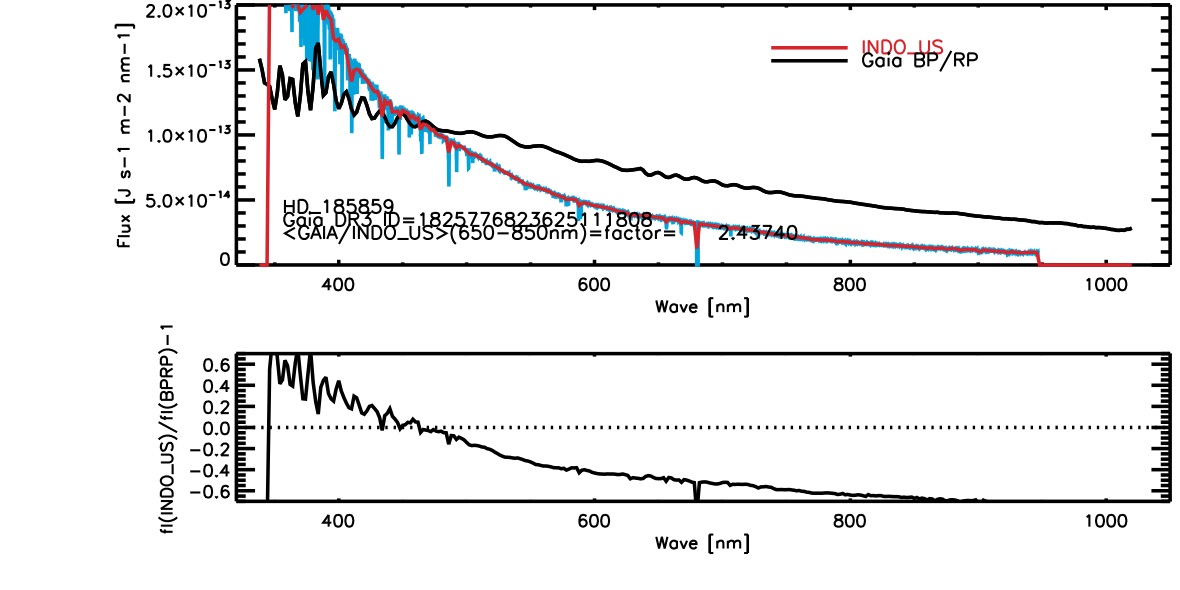 2.0×10−13
1.5×10−13
1.0×10−13
5.0×10−14
0
Flux [J s−1 m−2 nm−1]
INDO_US
Gaia BP/RP
HD_185859
Gaia DR3 ID=1825776823625111808
<GAIA/INDO_US>(650−850nm)=factor= 2.43740
400 600 800 1000
Wave [nm]
fl(INDO_US)/fl(BPRP)−1
0.6
0.4
0.2
0.0
−0.2
−0.4
−0.6
400 600 800 1000
Wave [nm]